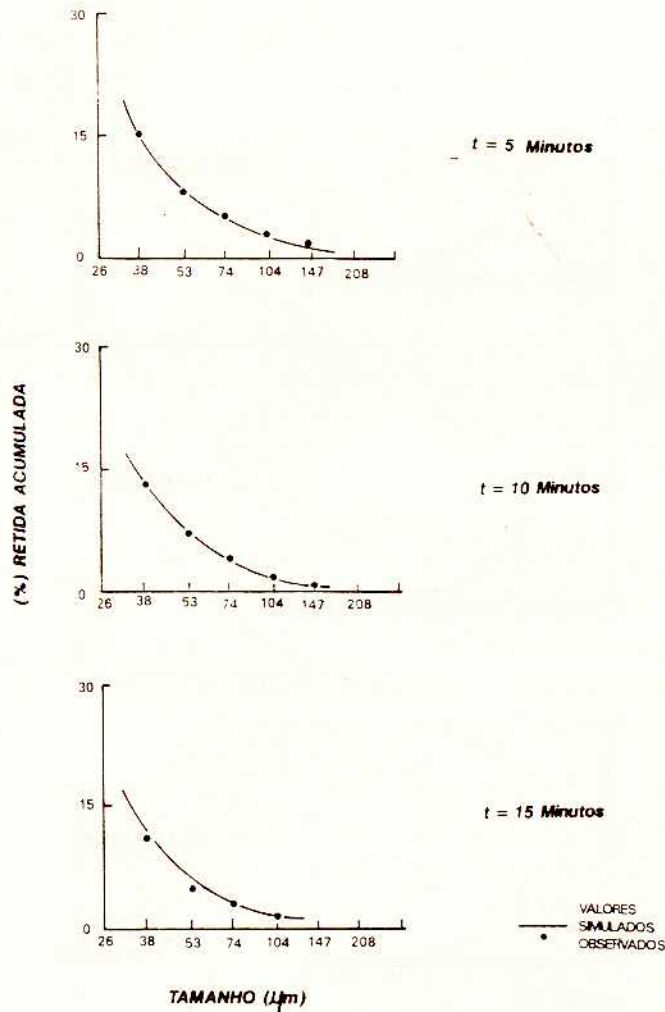 30
15
0
26 38 53 74 104 147 208
t = 5 Minutos
30
15
0
26 38 53 74 104 147 208
t = 10 Minutos
(%) RETIDA ACUMULADA
30
15
0
26 38 53 74 104 147 208
t = 15 Minutos
VALORES
SIMULADOS
OBSERVADOS
TAMANHO (μm)